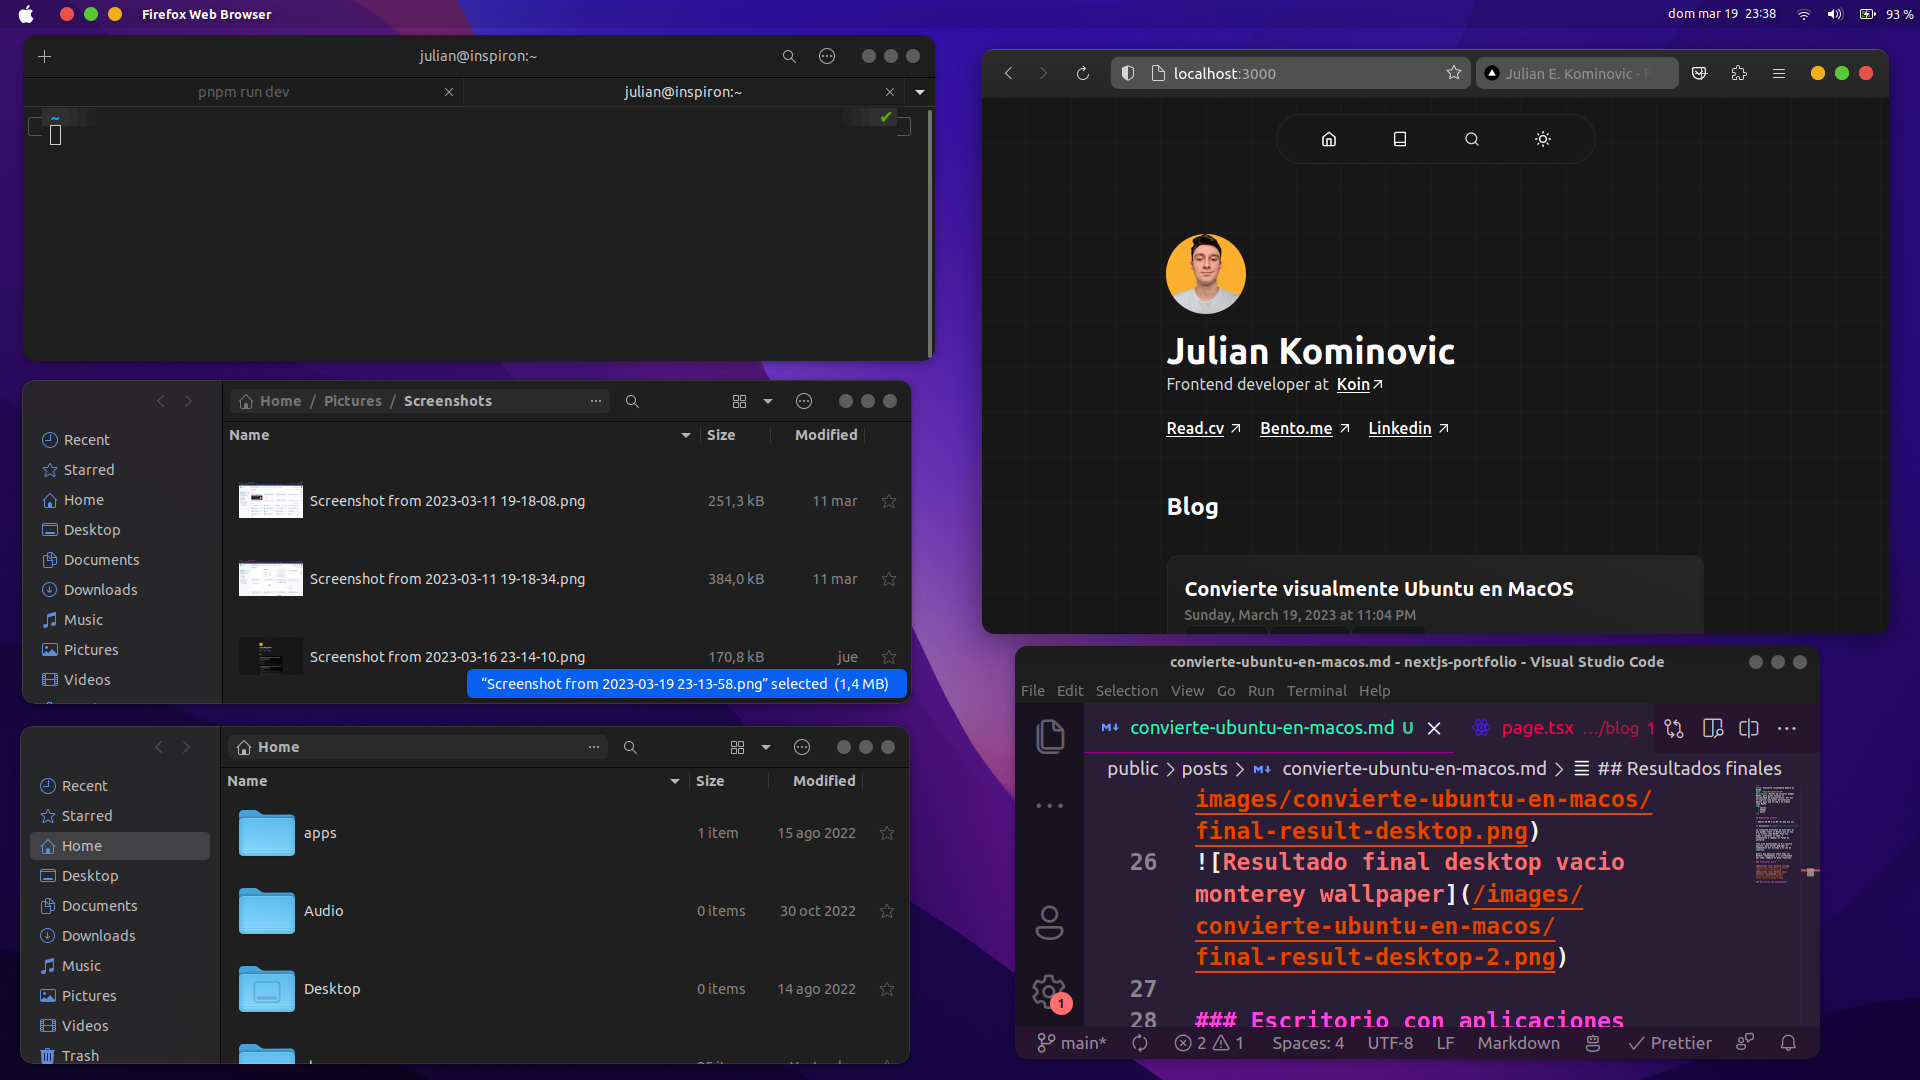 Firefox Web Browser
dom mar 19 23:38
93 %
julian@inspiron:~
pnpm run dev
julian@inspiron:~
~
Home / Pictures / Screenshots
Name Size Modified
Recent
Starred
Home
Desktop
Documents
Downloads
Music
Pictures
Videos
Screenshot from 2023-03-11 19-18-08.png 251,3 kB 11 mar
Screenshot from 2023-03-11 19-18-34.png 384,0 kB 11 mar
Screenshot from 2023-03-16 23-14-10.png 170,8 kB jue
“Screenshot from 2023-03-19 23-13-58.png” selected (1,4 MB)
Home
Name Size Modified
Recent
Starred
Home
Desktop
Documents
Downloads
Music
Pictures
Videos
Trash
apps 1 item 15 ago 2022
Audio 0 items 30 oct 2022
Desktop 0 items 14 ago 2022
localhost:3000
Julian E. Kominovic -
Julian Kominovic
Frontend developer at Koin
Read.cv Bento.me Linkedin
Blog
Convierte visualmente Ubuntu en MacOS
Sunday, March 19, 2023 at 11:04 PM
convierte-ubuntu-en-macos.md - nextjs-portfolio - Visual Studio Code
File Edit Selection View Go Run Terminal Help
convierte-ubuntu-en-macos.md U
page.tsx .../blog 1
public > posts > convierte-ubuntu-en-macos.md > ## Resultados finales
images/convierte-ubuntu-en-macos/
final-result-desktop.png)
26 ![Resultado final desktop vacio
monterey wallpaper](/images/
convierte-ubuntu-en-macos/
final-result-desktop-2.png)
27
28 ### Escritorio con aplicaciones
1
main* 2 1 Spaces: 4 UTF-8 LF Markdown Prettier